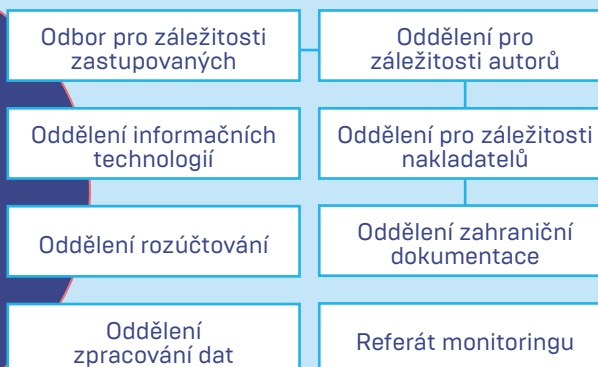 Odbor pro záležitosti
zastupovaných
Oddělení pro
záležitosti autorů
Oddělení informačních
technologií
Oddělení pro záležitosti
nakladatelů
Oddělení rozúčtování
Oddělení zahraniční
dokumentace
Oddělení
zpracování dat
Referát monitoringu